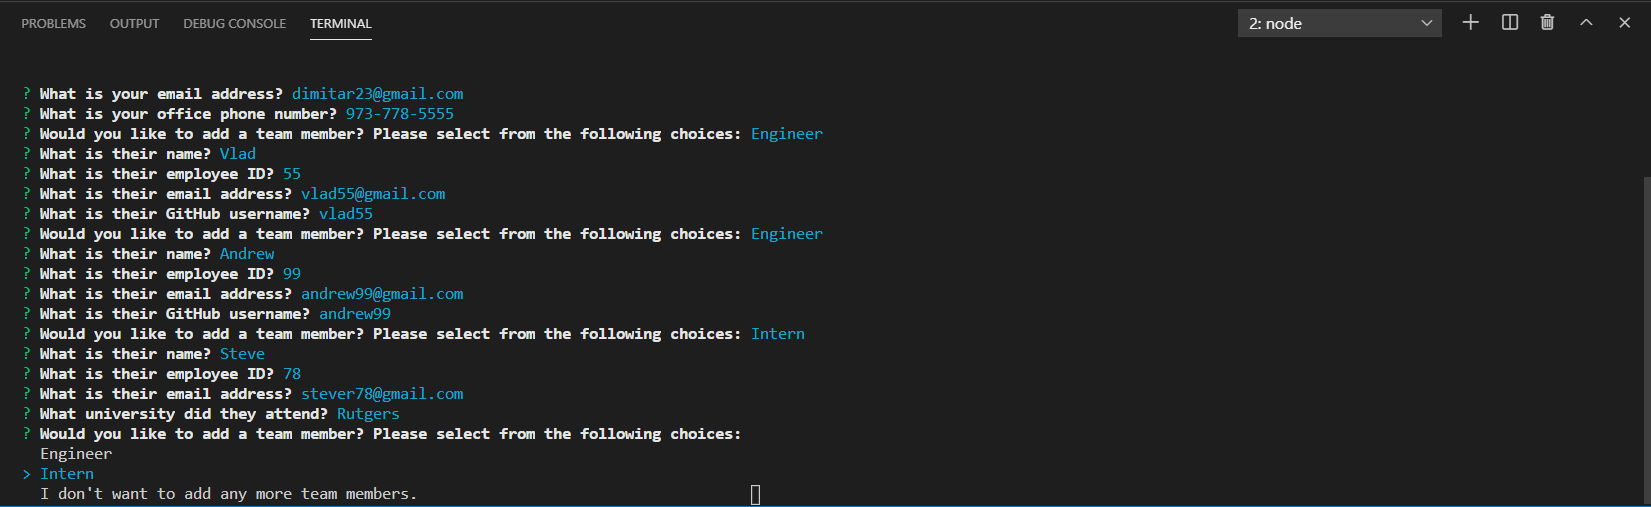 PROBLEMS OUTPUT DEBUG CONSOLE TERMINAL 2: node
? What is your email address? dimitar23@gmail.com
? What is your office phone number? 973-778-5555
? Would you like to add a team member? Please select from the following choices: Engineer
? What is their name? Vlad
? What is their employee ID? 55
? What is their email address? vlad55@gmail.com
? What is their GitHub username? vlad55
? Would you like to add a team member? Please select from the following choices: Engineer
? What is their name? Andrew
? What is their employee ID? 99
? What is their email address? andrew99@gmail.com
? What is their GitHub username? andrew99
? Would you like to add a team member? Please select from the following choices: Intern
? What is their name? Steve
? What is their employee ID? 78
? What is their email address? stever78@gmail.com
? What university did they attend? Rutgers
? Would you like to add a team member? Please select from the following choices:
Engineer
> Intern
I don't want to add any more team members.